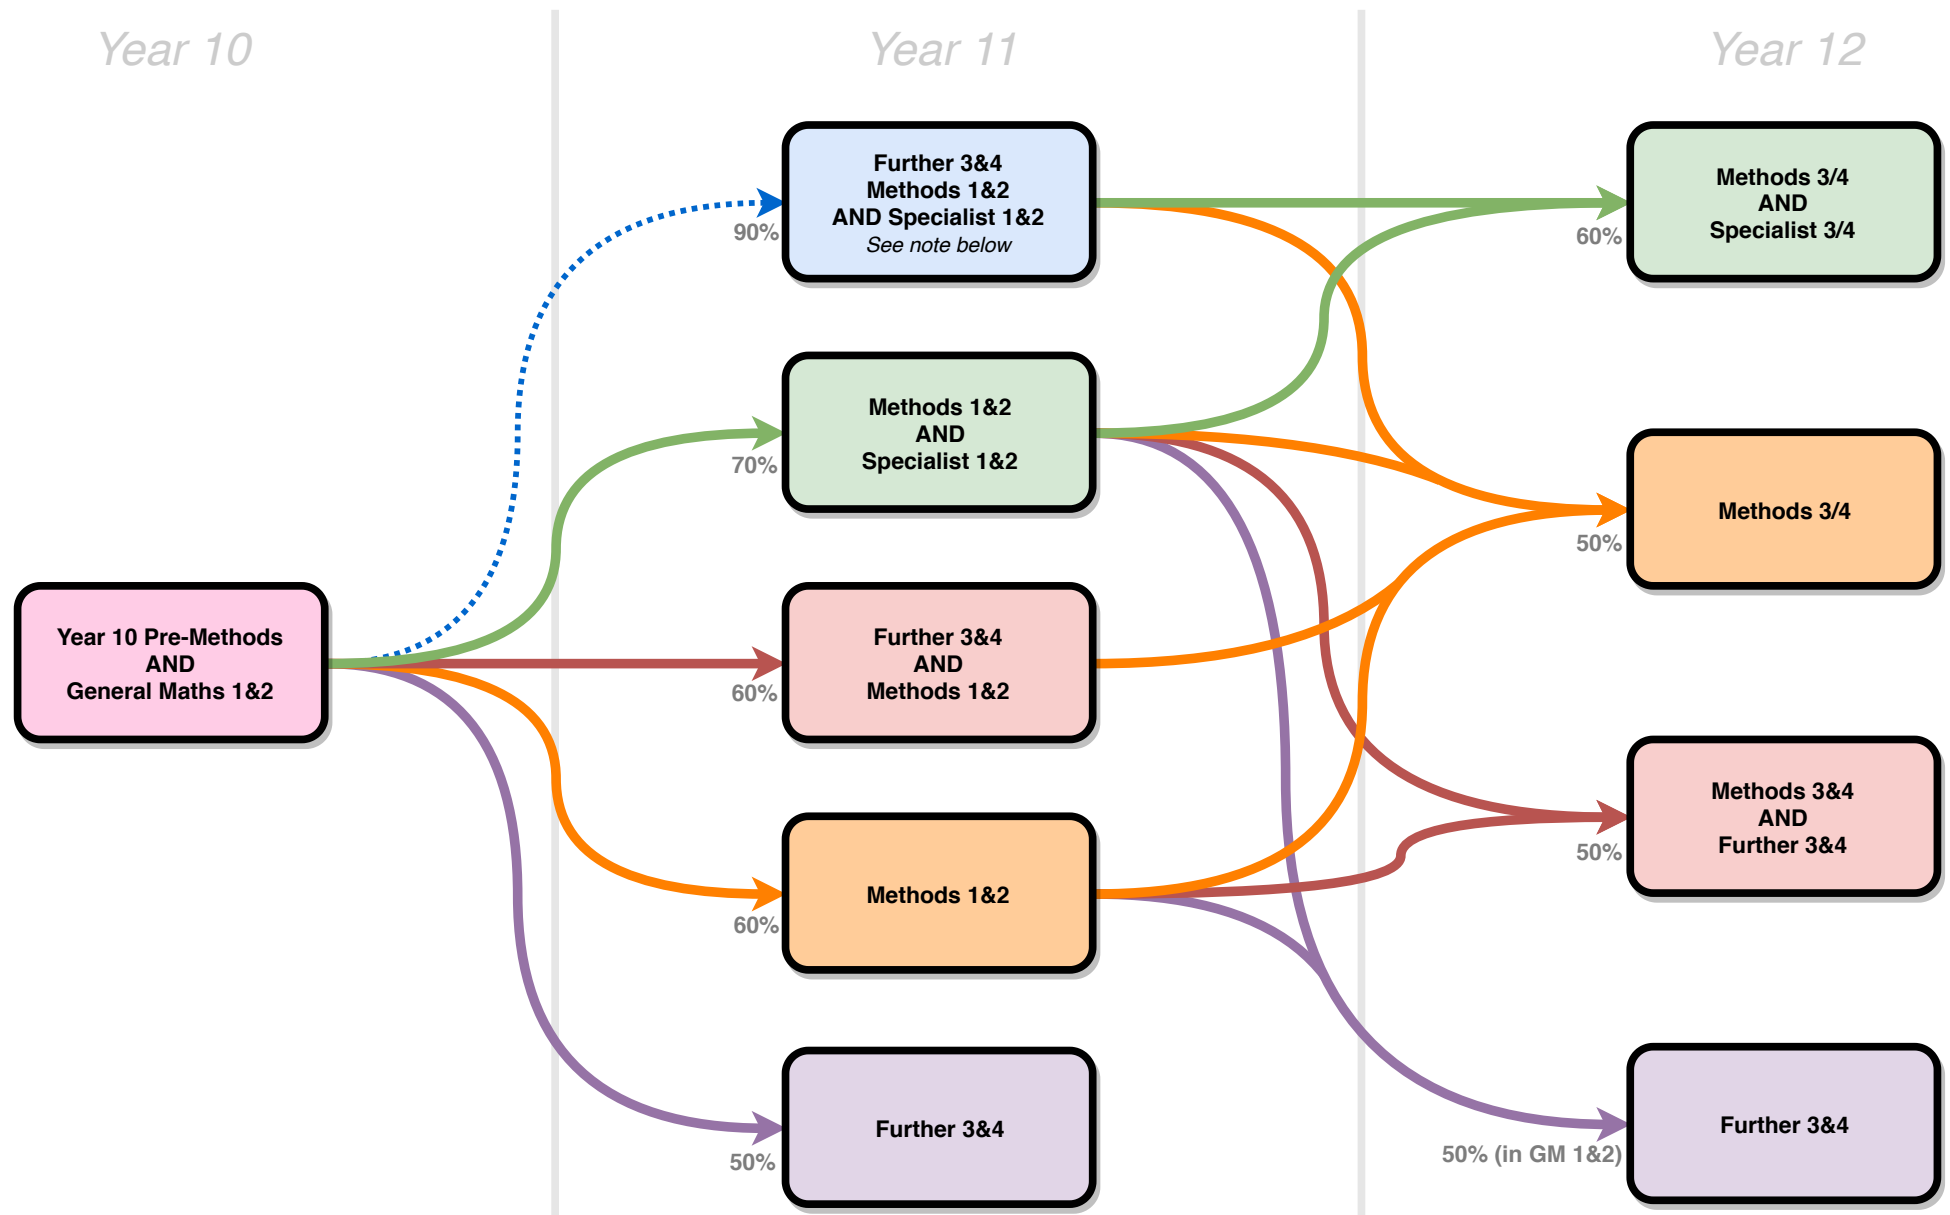 Year 10
Year 11
Year 12
Year 10 Pre-Methods
AND
General Maths 1&2
90%
Further 3&4
Methods 1&2
AND Specialist 1&2
See note below
70%
Methods 1&2
AND
Specialist 1&2
60%
Further 3&4
AND
Methods 1&2
60%
Methods 1&2
50%
Further 3&4
60%
Methods 3/4
AND
Specialist 3/4
50%
Methods 3/4
50%
Methods 3&4
AND
Further 3&4
50% (in GM 1&2)
Further 3&4